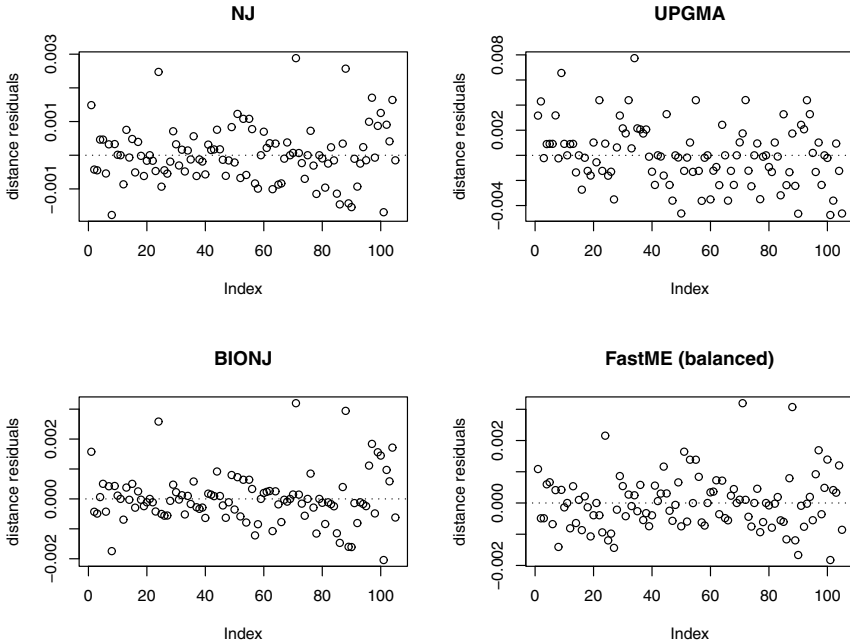 NJ
distance residuals
0.003
0.001
−0.001
0 20 40 60 80 100
Index
UPGMA
distance residuals
0.008
0.002
−0.004
0 20 40 60 80 100
Index
BIONJ
distance residuals
0.002
0.000
−0.002
0 20 40 60 80 100
Index
FastME (balanced)
distance residuals
0.002
0.000
−0.002
0 20 40 60 80 100
Index